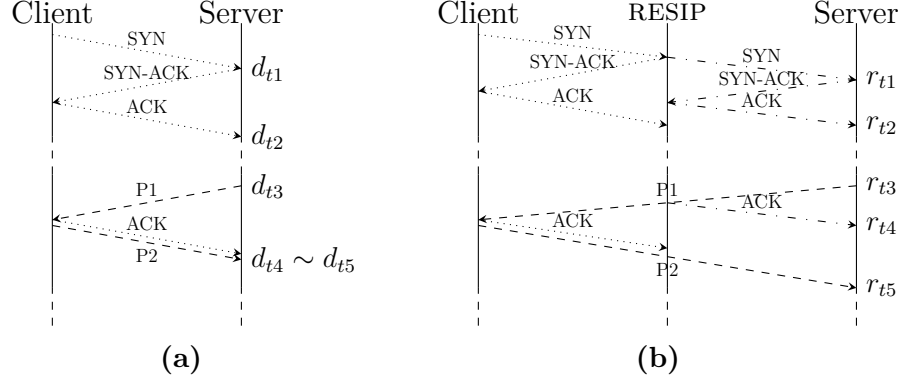 Client Server
SYN
d_{t1}
SYN-ACK
ACK
d_{t2}
P1
d_{t3}
ACK
P2
d_{t4} ∼ d_{t5}
(a)
Client RESIP Server
SYN
SYN
SYN-ACK
r_{t1}
SYN-ACK
ACK
ACK
r_{t2}
P1
r_{t3}
ACK
ACK
r_{t4}
P2
r_{t5}
(b)